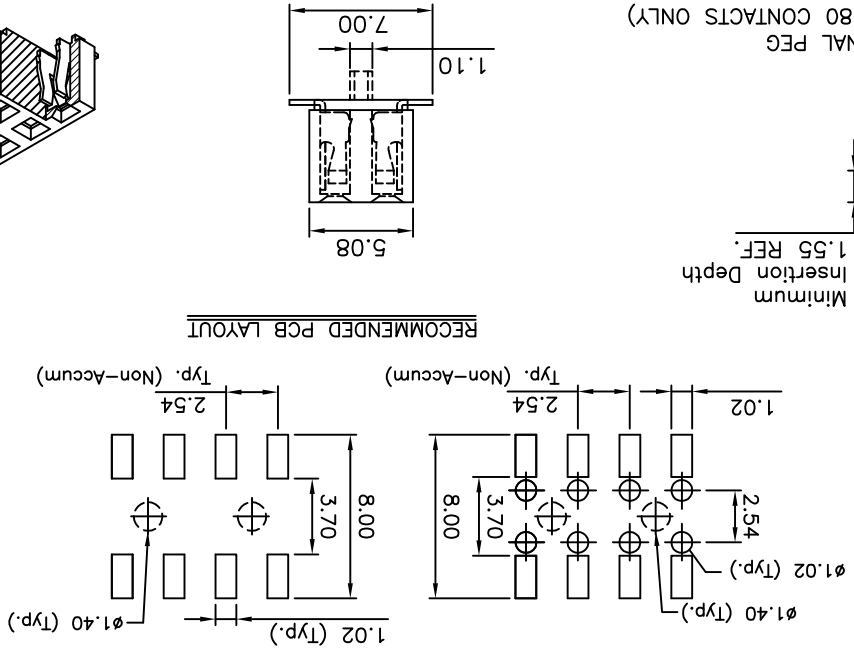 ø1.40 (Typ.)
ø1.02 (Typ.)
2.54
3.70
8.00
1.02
2.54
Typ. (Non-Accum)
1.02 (Typ.)
ø1.40 (Typ.)
3.70
8.00
2.54
Typ. (Non-Accum)
RECOMMENDED PCB LAYOUT
Minimum
Insertion Depth
1.55 REF.
5.08
1.10
7.00
NAL PEG
80 CONTACTS ONLY)